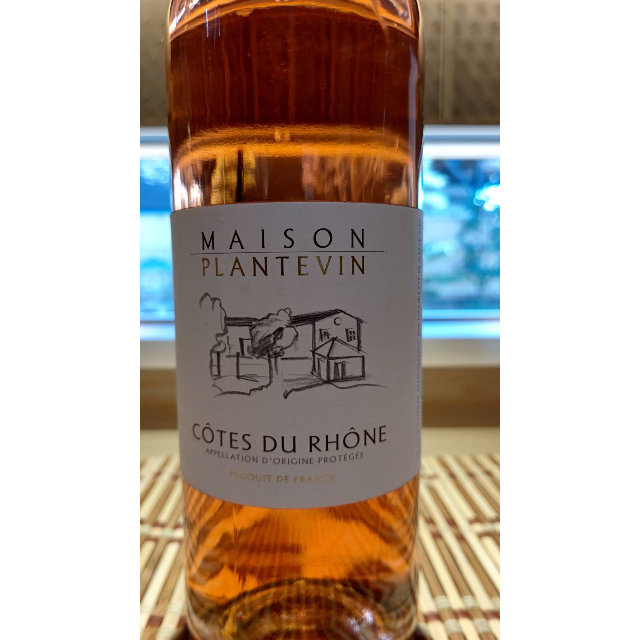 MAISON
PLANTEVIN
CÔTES DU RHÔNE
APPELLATION D'ORIGINE PROTÉGÉE
PRODUIT DE FRANCE